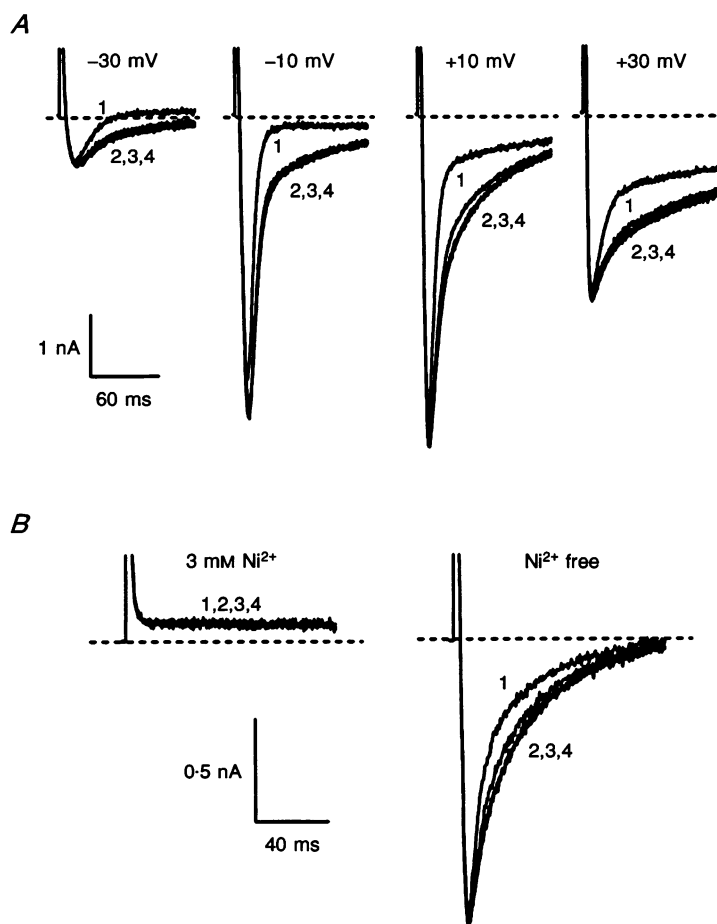 A
–30 mV
–10 mV
+10 mV
+30 mV
1
2,3,4
1
2,3,4
1
2,3,4
1
2,3,4
1 nA
60 ms
B
3 mM Ni²⁺
Ni²⁺ free
1,2,3,4
1
2,3,4
0·5 nA
40 ms